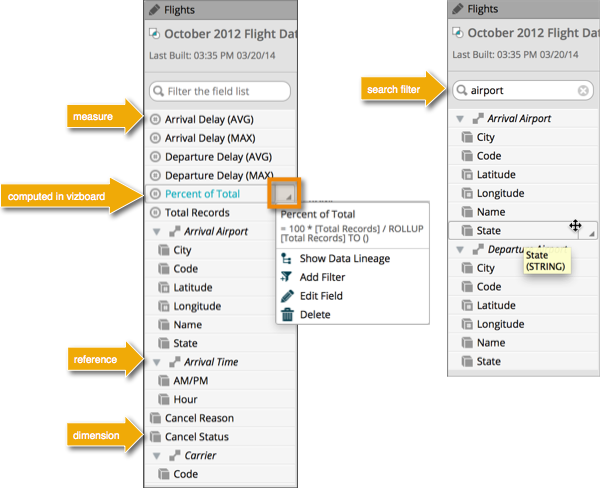 Flights
October 2012 Flight Dat
Last Built: 03:35 PM 03/20/14
Filter the field list
measure
Arrival Delay (AVG)
Arrival Delay (MAX)
Departure Delay (AVG)
Departure Delay (MAX)
computed in vizboard
Percent of Total
Total Records
Arrival Airport
City
Code
Latitude
Longitude
Name
State
reference
Arrival Time
AM/PM
Hour
Cancel Reason
dimension
Cancel Status
Carrier
Code
Percent of Total
= 100 * [Total Records] / ROLLUP
[Total Records] TO ()
Show Data Lineage
Add Filter
Edit Field
Delete
Flights
October 2012 Flight Da
Last Built: 03:35 PM 03/20/14
search filter
airport
Arrival Airport
City
Code
Latitude
Longitude
Name
State
Departure Airport
State
(STRING)
City
Code
Latitude
Longitude
Name
State